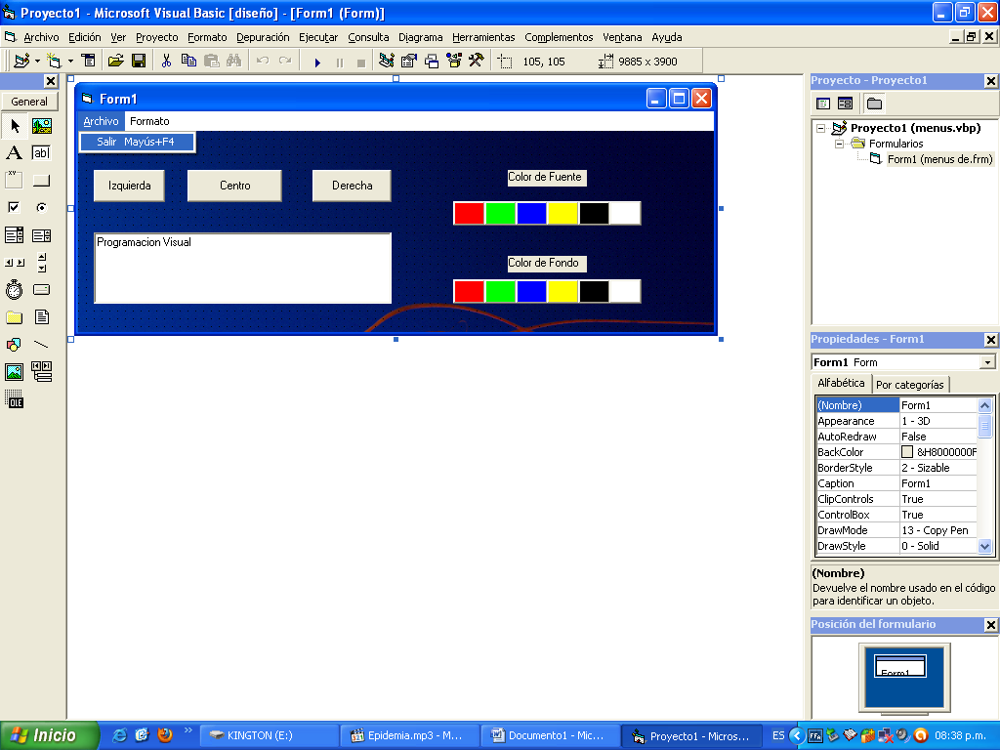 Proyecto1 - Microsoft Visual Basic [diseño] - [Form1 (Form)]
Archivo Edición Ver Proyecto Formato Depuración Ejecutar Consulta Diagrama Herramientas Complementos Ventana Ayuda
105, 105 9885 x 3900
General
A
ab
xy
OLE
Form1
Archivo Formato
Salir Mayús+F4
Izquierda Centro Derecha
Color de Fuente
Programacion Visual
Color de Fondo
Proyecto - Proyecto1
Proyecto1 (menus.vbp)
Formularios
Form1 (menus de.frm)
Propiedades - Form1
Form1 Form
Alfabética Por categorías
(Nombre) Form1
Appearance 1 - 3D
AutoRedraw False
BackColor &H8000000F
BorderStyle 2 - Sizable
Caption Form1
ClipControls True
ControlBox True
DrawMode 13 - Copy Pen
DrawStyle 0 - Solid
(Nombre)
Devuelve el nombre usado en el código
para identificar un objeto.
Posición del formulario
Form1
Inicio
KINGTON (E:)
Epidemia.mp3 - M...
Documento1 - Mic...
Proyecto1 - Micros...
ES
08:38 p.m.